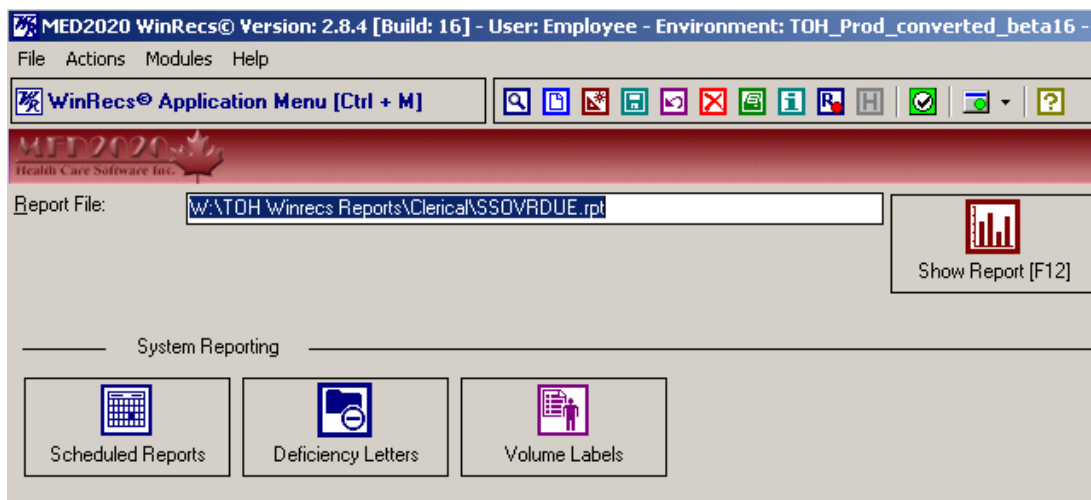 MED2020 WinRecs© Version: 2.8.4 [Build: 16] - User: Employee - Environment: TOH_Prod_converted_beta16 -
File Actions Modules Help
WinRecs© Application Menu [Ctrl + M]
MED2020
Health Care Software Inc.
Report File: W:\TOH Winrecs Reports\Clerical\SSOVRDUE.rpt
Show Report [F12]
System Reporting
Scheduled Reports Deficiency Letters Volume Labels